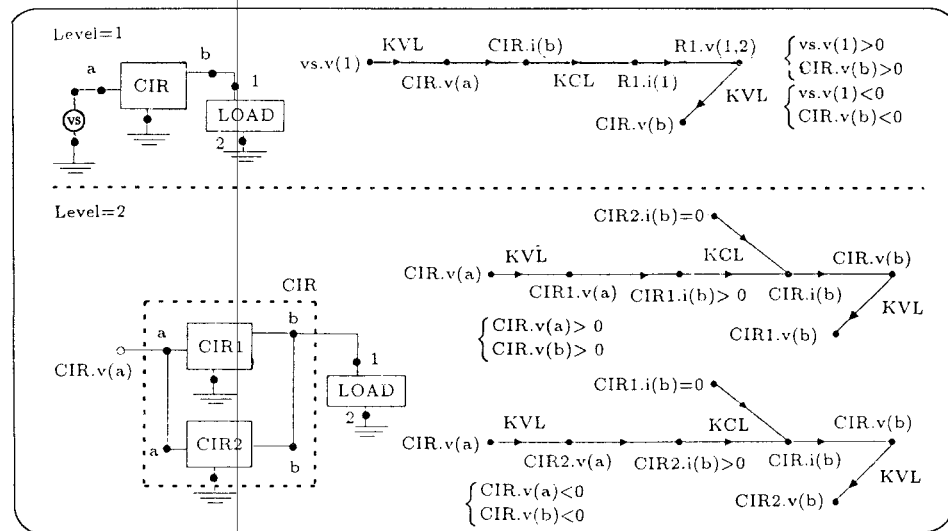 Level=1
a
b
CIR
vs
1
LOAD
2
vs.v(1)
KVL
CIR.v(a)
CIR.i(b)
KCL
R1.i(1)
R1.v(1,2)
KVL
CIR.v(b)
vs.v(1)>0
CIR.v(b)>0
vs.v(1)<0
CIR.v(b)<0
Level=2
CIR
a
b
CIR1
CIR.v(a)
1
LOAD
2
a
CIR2
b
CIR2.i(b)=0
CIR.v(a)
KVL
CIR1.v(a)
CIR1.i(b)>0
KCL
CIR.i(b)
CIR.v(b)
KVL
CIR1.v(b)
CIR.v(a)>0
CIR.v(b)>0
CIR1.i(b)=0
CIR.v(a)
KVL
CIR2.v(a)
CIR2.i(b)>0
KCL
CIR.i(b)
CIR.v(b)
KVL
CIR2.v(b)
CIR.v(a)<0
CIR.v(b)<0